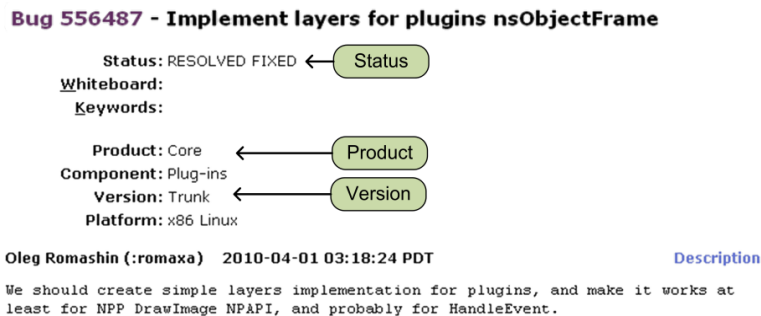 Bug 556487 - Implement layers for plugins nsObjectFrame
Status: RESOLVED FIXED Status
Whiteboard:
Keywords:
Product: Core Product
Component: Plug-ins
Version: Trunk Version
Platform: x86 Linux
Oleg Romashin (:romaxa) 2010-04-01 03:18:24 PDT Description
We should create simple layers implementation for plugins, and make it works at
least for NPP DrawImage NPAPI, and probably for HandleEvent.